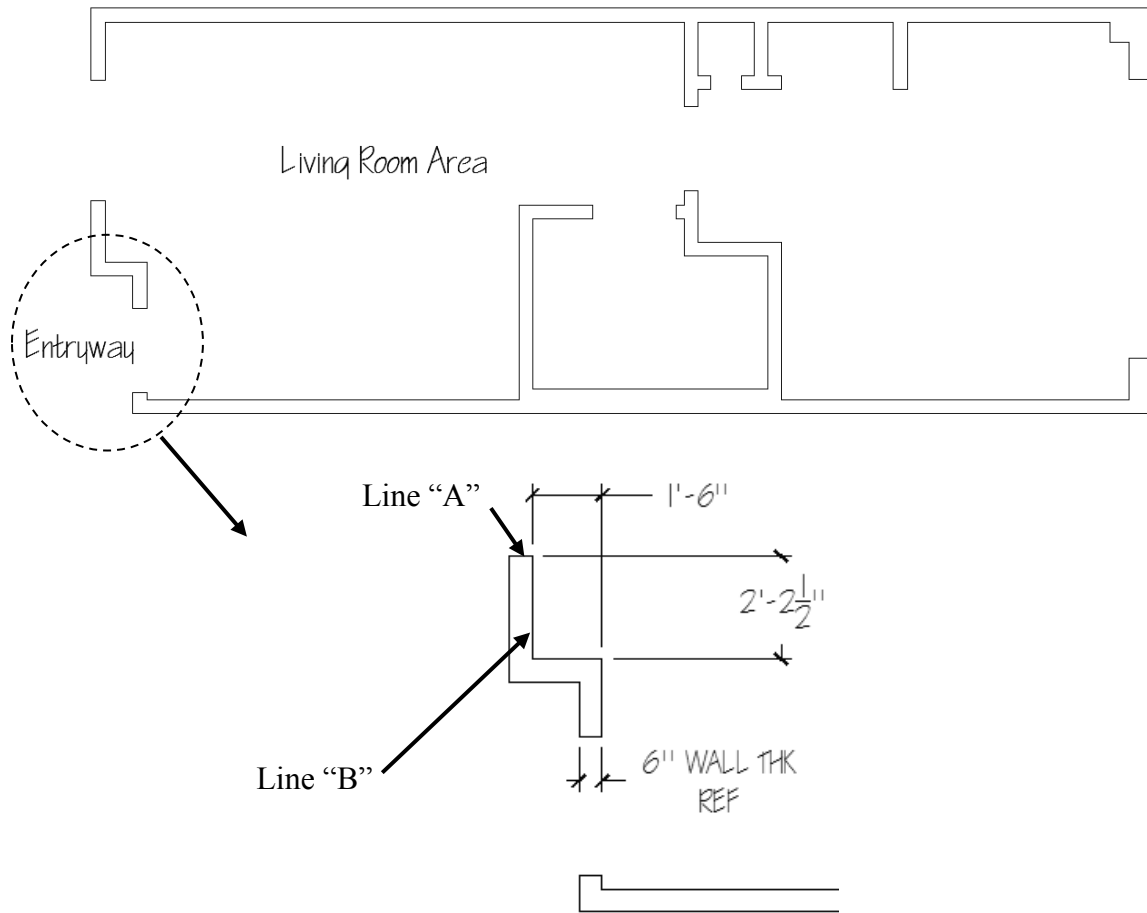 Living Room Area
Entryway
Line “A”
1'-6"
2'-2½"
Line “B”
6" WALL THK
REF